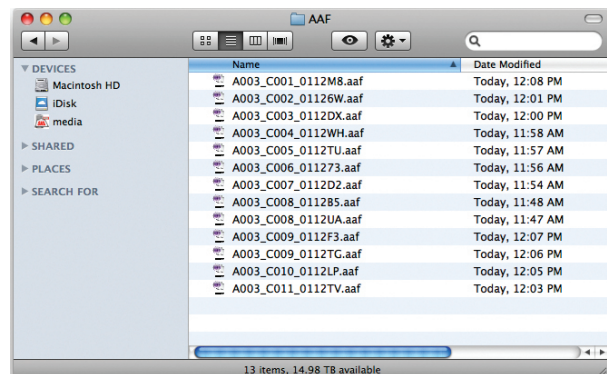 AAF
Name Date Modified
DEVICES
Macintosh HD
iDisk
media
SHARED
PLACES
SEARCH FOR
A003_C001_0112M8.aaf Today, 12:08 PM
A003_C002_01126W.aaf Today, 12:01 PM
A003_C003_0112DX.aaf Today, 12:00 PM
A003_C004_0112WH.aaf Today, 11:58 AM
A003_C005_0112TU.aaf Today, 11:57 AM
A003_C006_011273.aaf Today, 11:56 AM
A003_C007_0112D2.aaf Today, 11:54 AM
A003_C008_0112B5.aaf Today, 11:48 AM
A003_C008_0112UA.aaf Today, 11:47 AM
A003_C009_0112F3.aaf Today, 12:07 PM
A003_C009_0112TG.aaf Today, 12:06 PM
A003_C010_0112LP.aaf Today, 12:05 PM
A003_C011_0112TV.aaf Today, 12:03 PM
13 items, 14.98 TB available